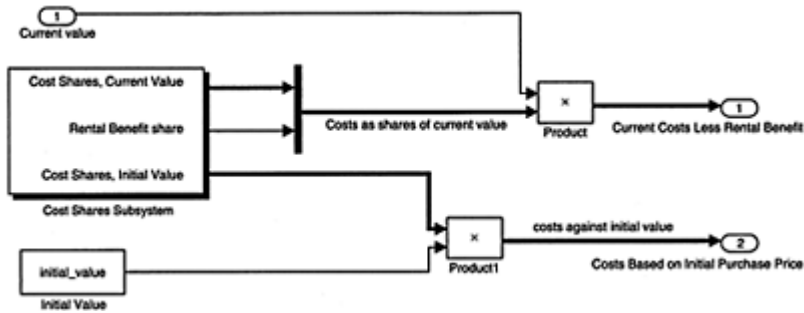 1
Current value
Cost Shares, Current Value
Rental Benefit share
Cost Shares, Initial Value
Cost Shares Subsystem
Costs as shares of current value
×
Product
1
Current Costs Less Rental Benefit
initial_value
Initial Value
×
Product1
costs against initial value
2
Costs Based on Initial Purchase Price